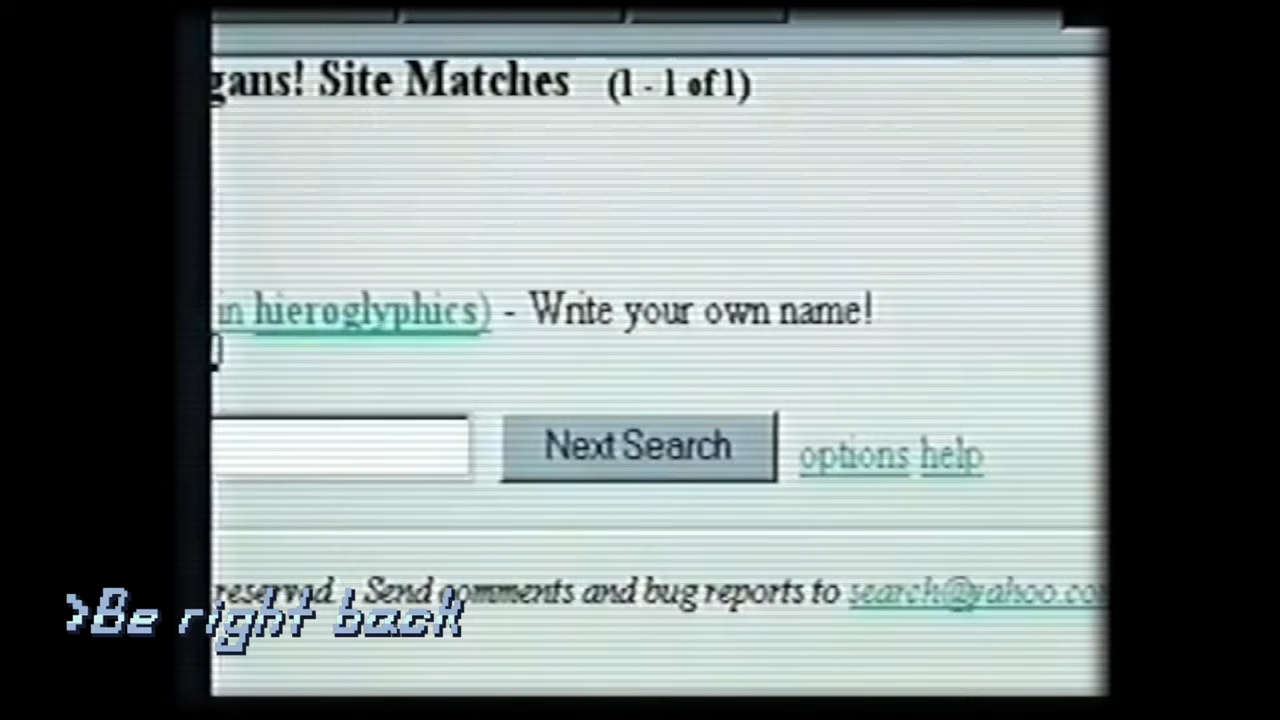 gans! Site Matches (1 - 1 of 1)
in hieroglyphics) - Write your own name!
Next Search options help
reserved. Send comments and bug reports to search@yahoo.co
>Be right back